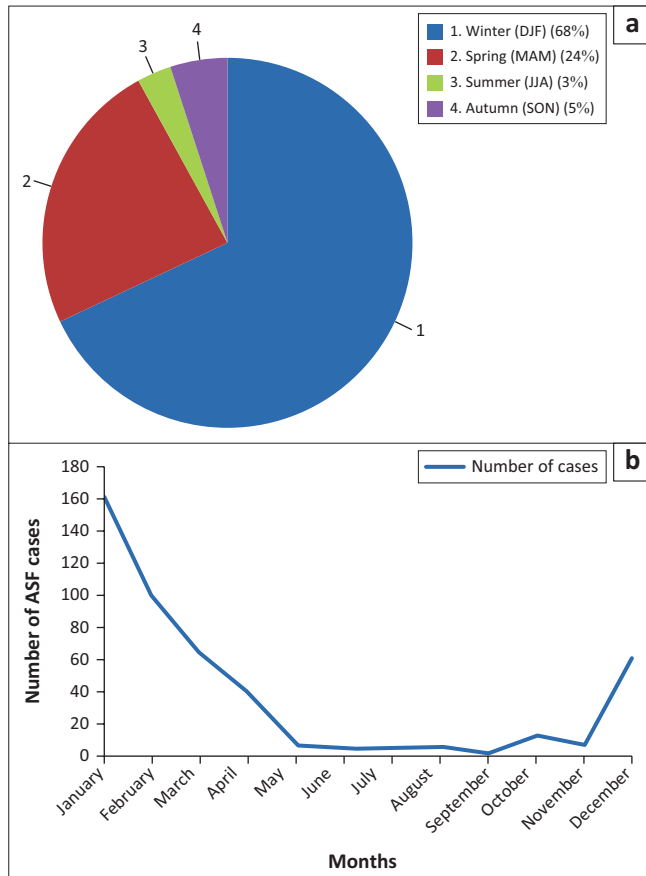 a
1. Winter (DJF) (68%)
2. Spring (MAM) (24%)
3. Summer (JJA) (3%)
4. Autumn (SON) (5%)
4
3
2
1
b
Number of cases
180
160
140
120
100
80
60
40
20
0
Number of ASF cases
January
February
March
April
May
June
July
August
September
October
November
December
Months